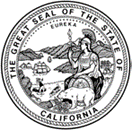 THE GREAT SEAL OF THE STATE OF
CALIFORNIA
EUREKA